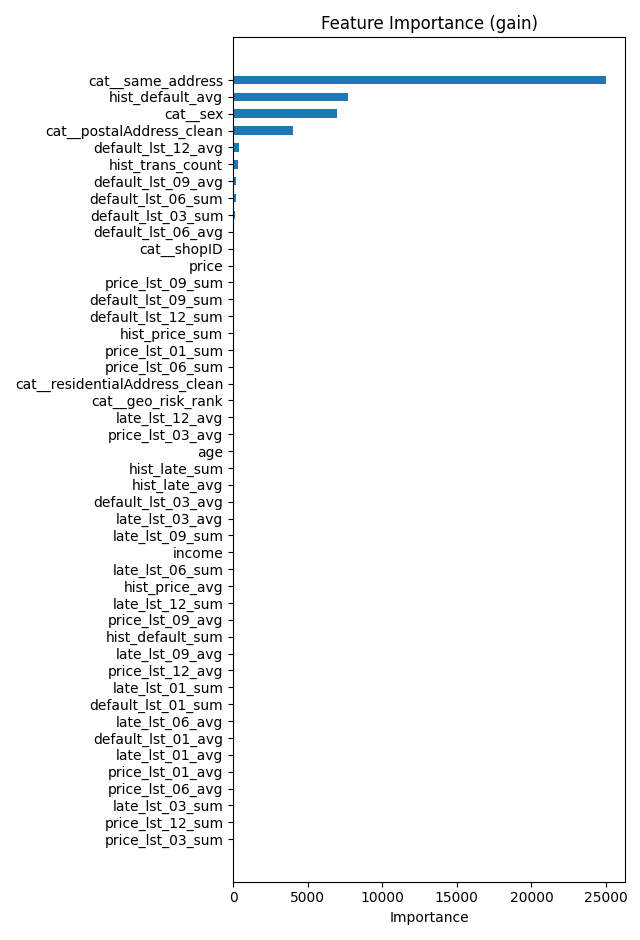 Feature Importance (gain)
cat__same_address
hist_default_avg
cat__sex
cat__postalAddress_clean
default_lst_12_avg
hist_trans_count
default_lst_09_avg
default_lst_06_sum
default_lst_03_sum
default_lst_06_avg
cat__shopID
price
price_lst_09_sum
default_lst_09_sum
default_lst_12_sum
hist_price_sum
price_lst_01_sum
price_lst_06_sum
cat__residentialAddress_clean
cat__geo_risk_rank
late_lst_12_avg
price_lst_03_avg
age
hist_late_sum
hist_late_avg
default_lst_03_avg
late_lst_03_avg
late_lst_09_sum
income
late_lst_06_sum
hist_price_avg
late_lst_12_sum
price_lst_09_avg
hist_default_sum
late_lst_09_avg
price_lst_12_avg
late_lst_01_sum
default_lst_01_sum
late_lst_06_avg
default_lst_01_avg
late_lst_01_avg
price_lst_01_avg
price_lst_06_avg
late_lst_03_sum
price_lst_12_sum
price_lst_03_sum
0 5000 10000 15000 20000 25000
Importance